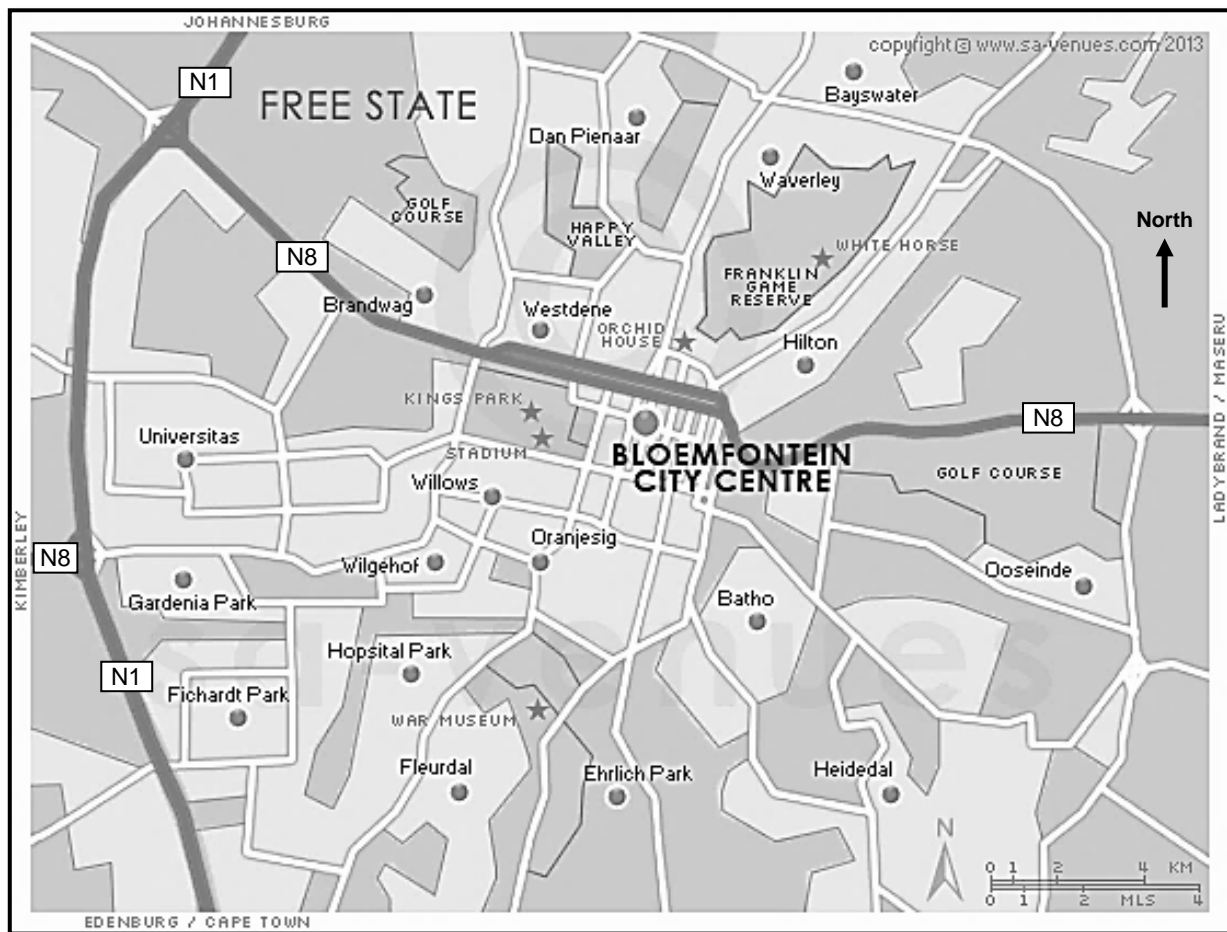 JOHANNESBURG
copyright © www.sa-venues.com 2013
N1
FREE STATE
Bayswater
Dan Pienaar
Waverley
GOLF
COURSE
HAPPY
VALLEY
North
WHITE HORSE
N8
FRANKLIN
GAME
RESERVE
Brandwag
Westdene
ORCHID
HOUSE
Hilton
KINGS PARK
N8
LADYBRAND / MASERU
Universitas
STADIUM
BLOEMFONTEIN
CITY CENTRE
GOLF COURSE
Willows
KIMBERLEY
N8
Oranjesig
Wilgehof
Ooseinde
Gardenia Park
Batho
sa-venues
Hopsital Park
N1
Fichardt Park
WAR MUSEUM
Fleurdal
Ehrlich Park
Heidedal
N
0 1 2 4 KM
0 1 2 MLS 4
EDENBURG / CAPE TOWN